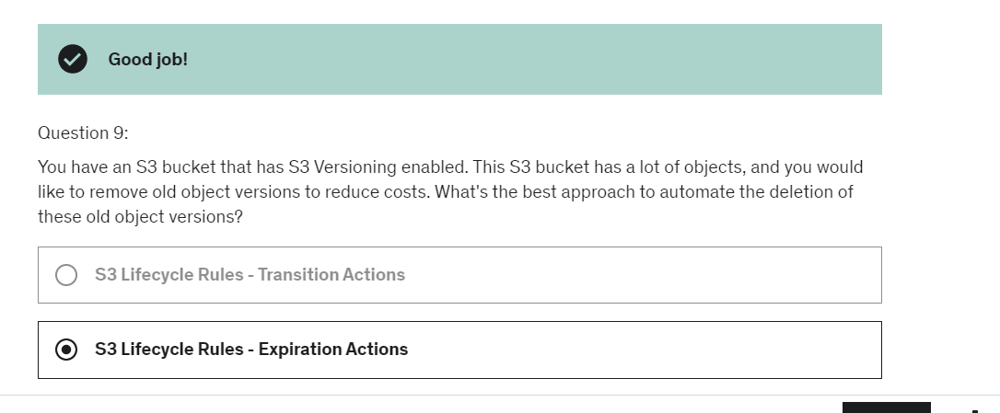 Good job!
Question 9:
You have an S3 bucket that has S3 Versioning enabled. This S3 bucket has a lot of objects, and you would
like to remove old object versions to reduce costs. What's the best approach to automate the deletion of
these old object versions?
S3 Lifecycle Rules - Transition Actions
S3 Lifecycle Rules - Expiration Actions